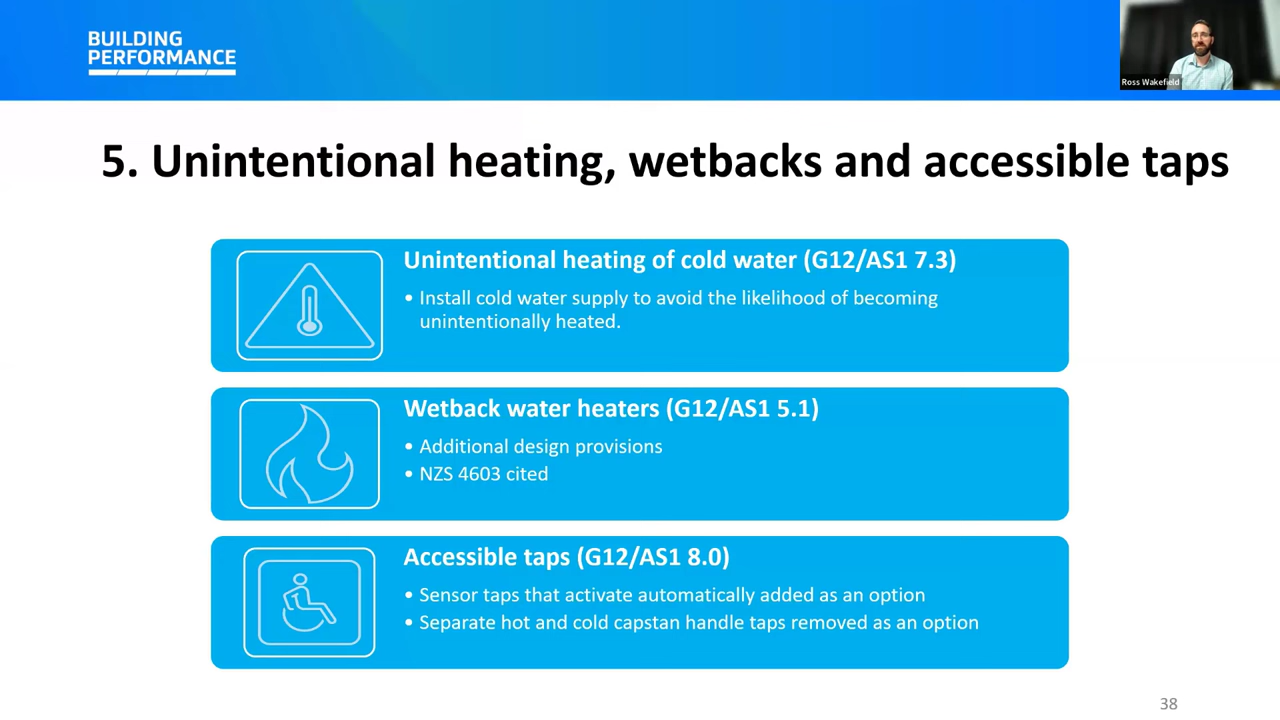 BUILDING
PERFORMANCE
Ross Wakefield
5. Unintentional heating, wetbacks and accessible taps
Unintentional heating of cold water (G12/AS1 7.3)
• Install cold water supply to avoid the likelihood of becoming
unintentionally heated.
Wetback water heaters (G12/AS1 5.1)
• Additional design provisions
• NZS 4603 cited
Accessible taps (G12/AS1 8.0)
• Sensor taps that activate automatically added as an option
• Separate hot and cold capstan handle taps removed as an option
38